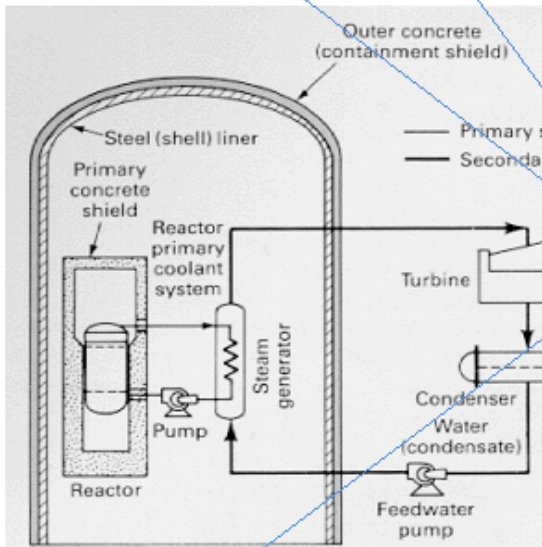 Outer concrete
(containment shield)
Steel (shell) liner
Primary
Seconda
Primary
concrete
shield
Reactor
primary
coolant
system
Turbine
Steam
generator
Condenser
Pump
Water
(condensate)
Reactor
Feedwater
pump